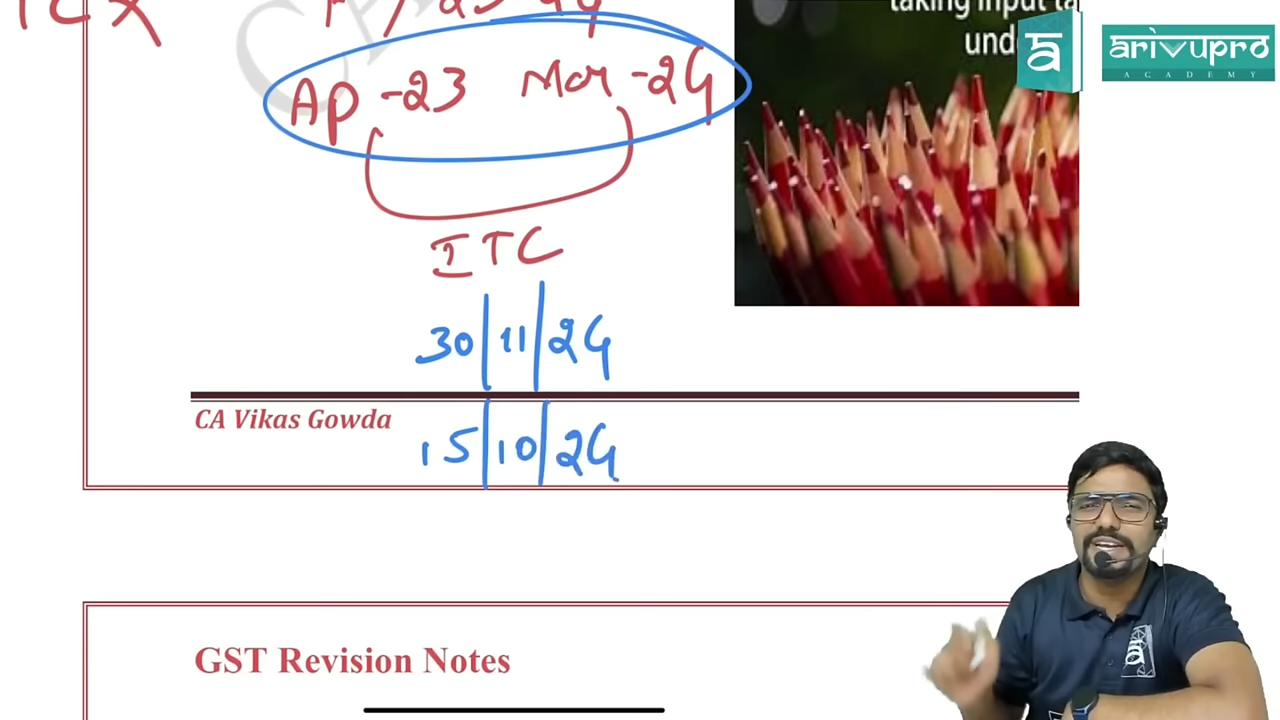 taking input ta
und
ARIVUPRO
ACADEMY
Ap -23 Mar -24
ITC
30|11|24
CA Vikas Gowda
15|10|24
GST Revision Notes